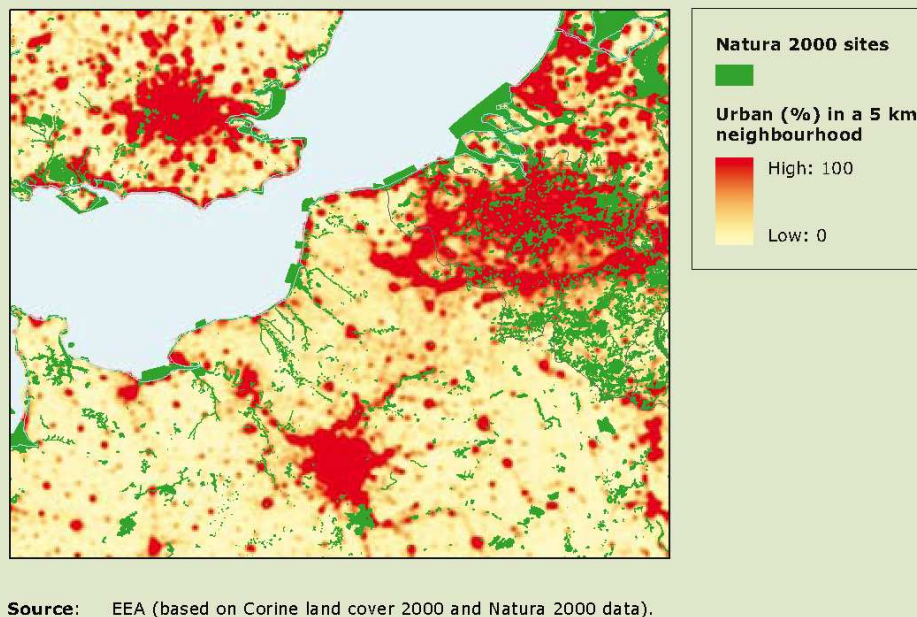 Natura 2000 sites
Urban (%) in a 5 km
neighbourhood
High: 100
Low: 0
Source: EEA (based on Corine land cover 2000 and Natura 2000 data).